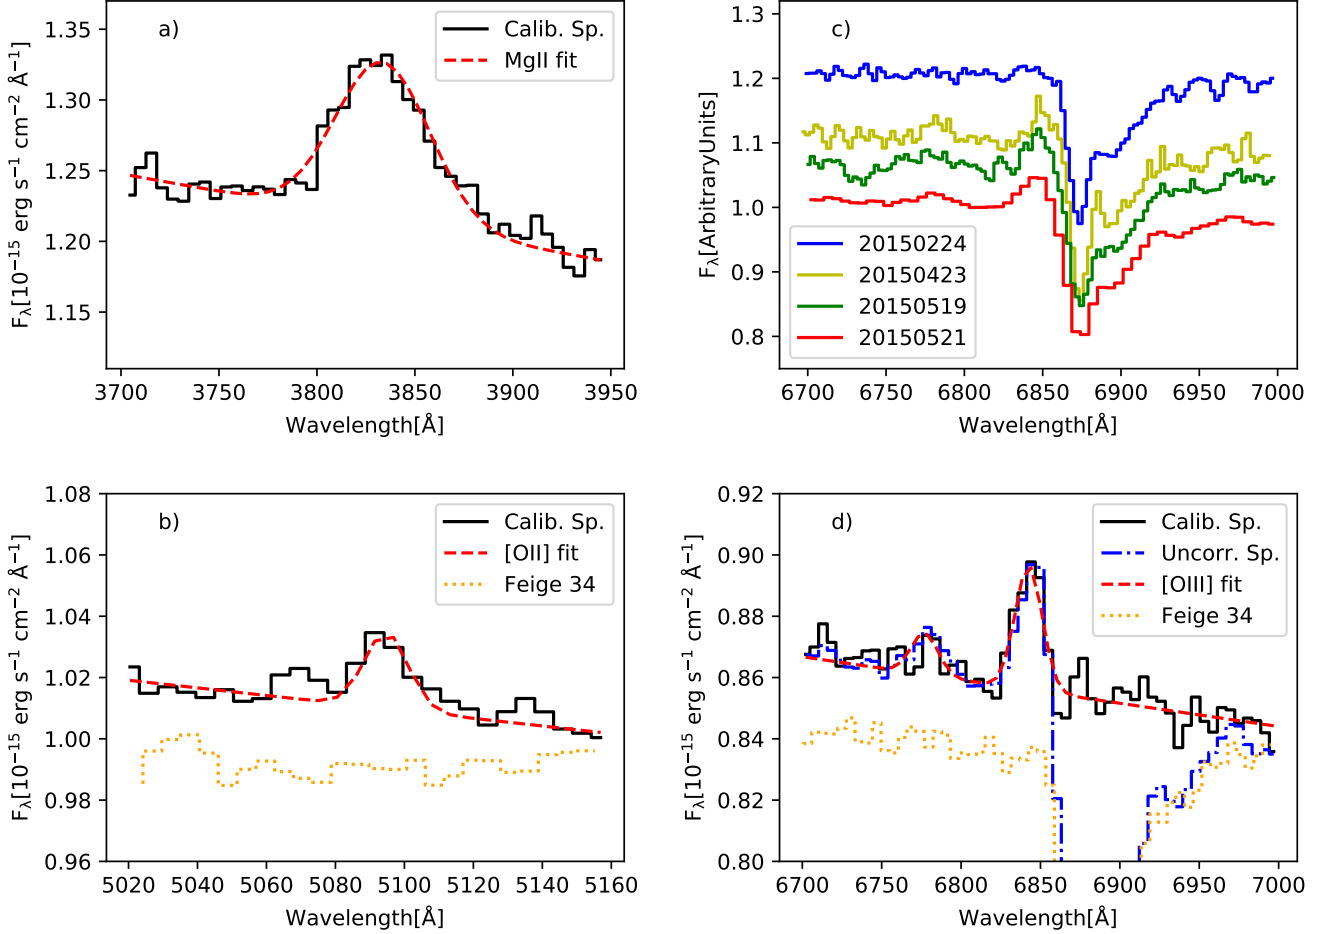 a)
Calib. Sp.
MgII fit
1.35
1.30
1.25
1.20
1.15
F_λ[10⁻¹⁵ erg s⁻¹ cm⁻² Å⁻¹]
3700 3750 3800 3850 3900 3950
Wavelength[Å]
c)
1.3
1.2
1.1
1.0
0.9
0.8
F_λ[ArbitraryUnits]
20150224
20150423
20150519
20150521
6700 6750 6800 6850 6900 6950 7000
Wavelength[Å]
b)
Calib. Sp.
[OII] fit
Feige 34
1.08
1.06
1.04
1.02
1.00
0.98
0.96
F_λ[10⁻¹⁵ erg s⁻¹ cm⁻² Å⁻¹]
5020 5040 5060 5080 5100 5120 5140 5160
Wavelength[Å]
d)
Calib. Sp.
Uncorr. Sp.
[OIII] fit
Feige 34
0.92
0.90
0.88
0.86
0.84
0.82
0.80
F_λ[10⁻¹⁵ erg s⁻¹ cm⁻² Å⁻¹]
6700 6750 6800 6850 6900 6950 7000
Wavelength[Å]